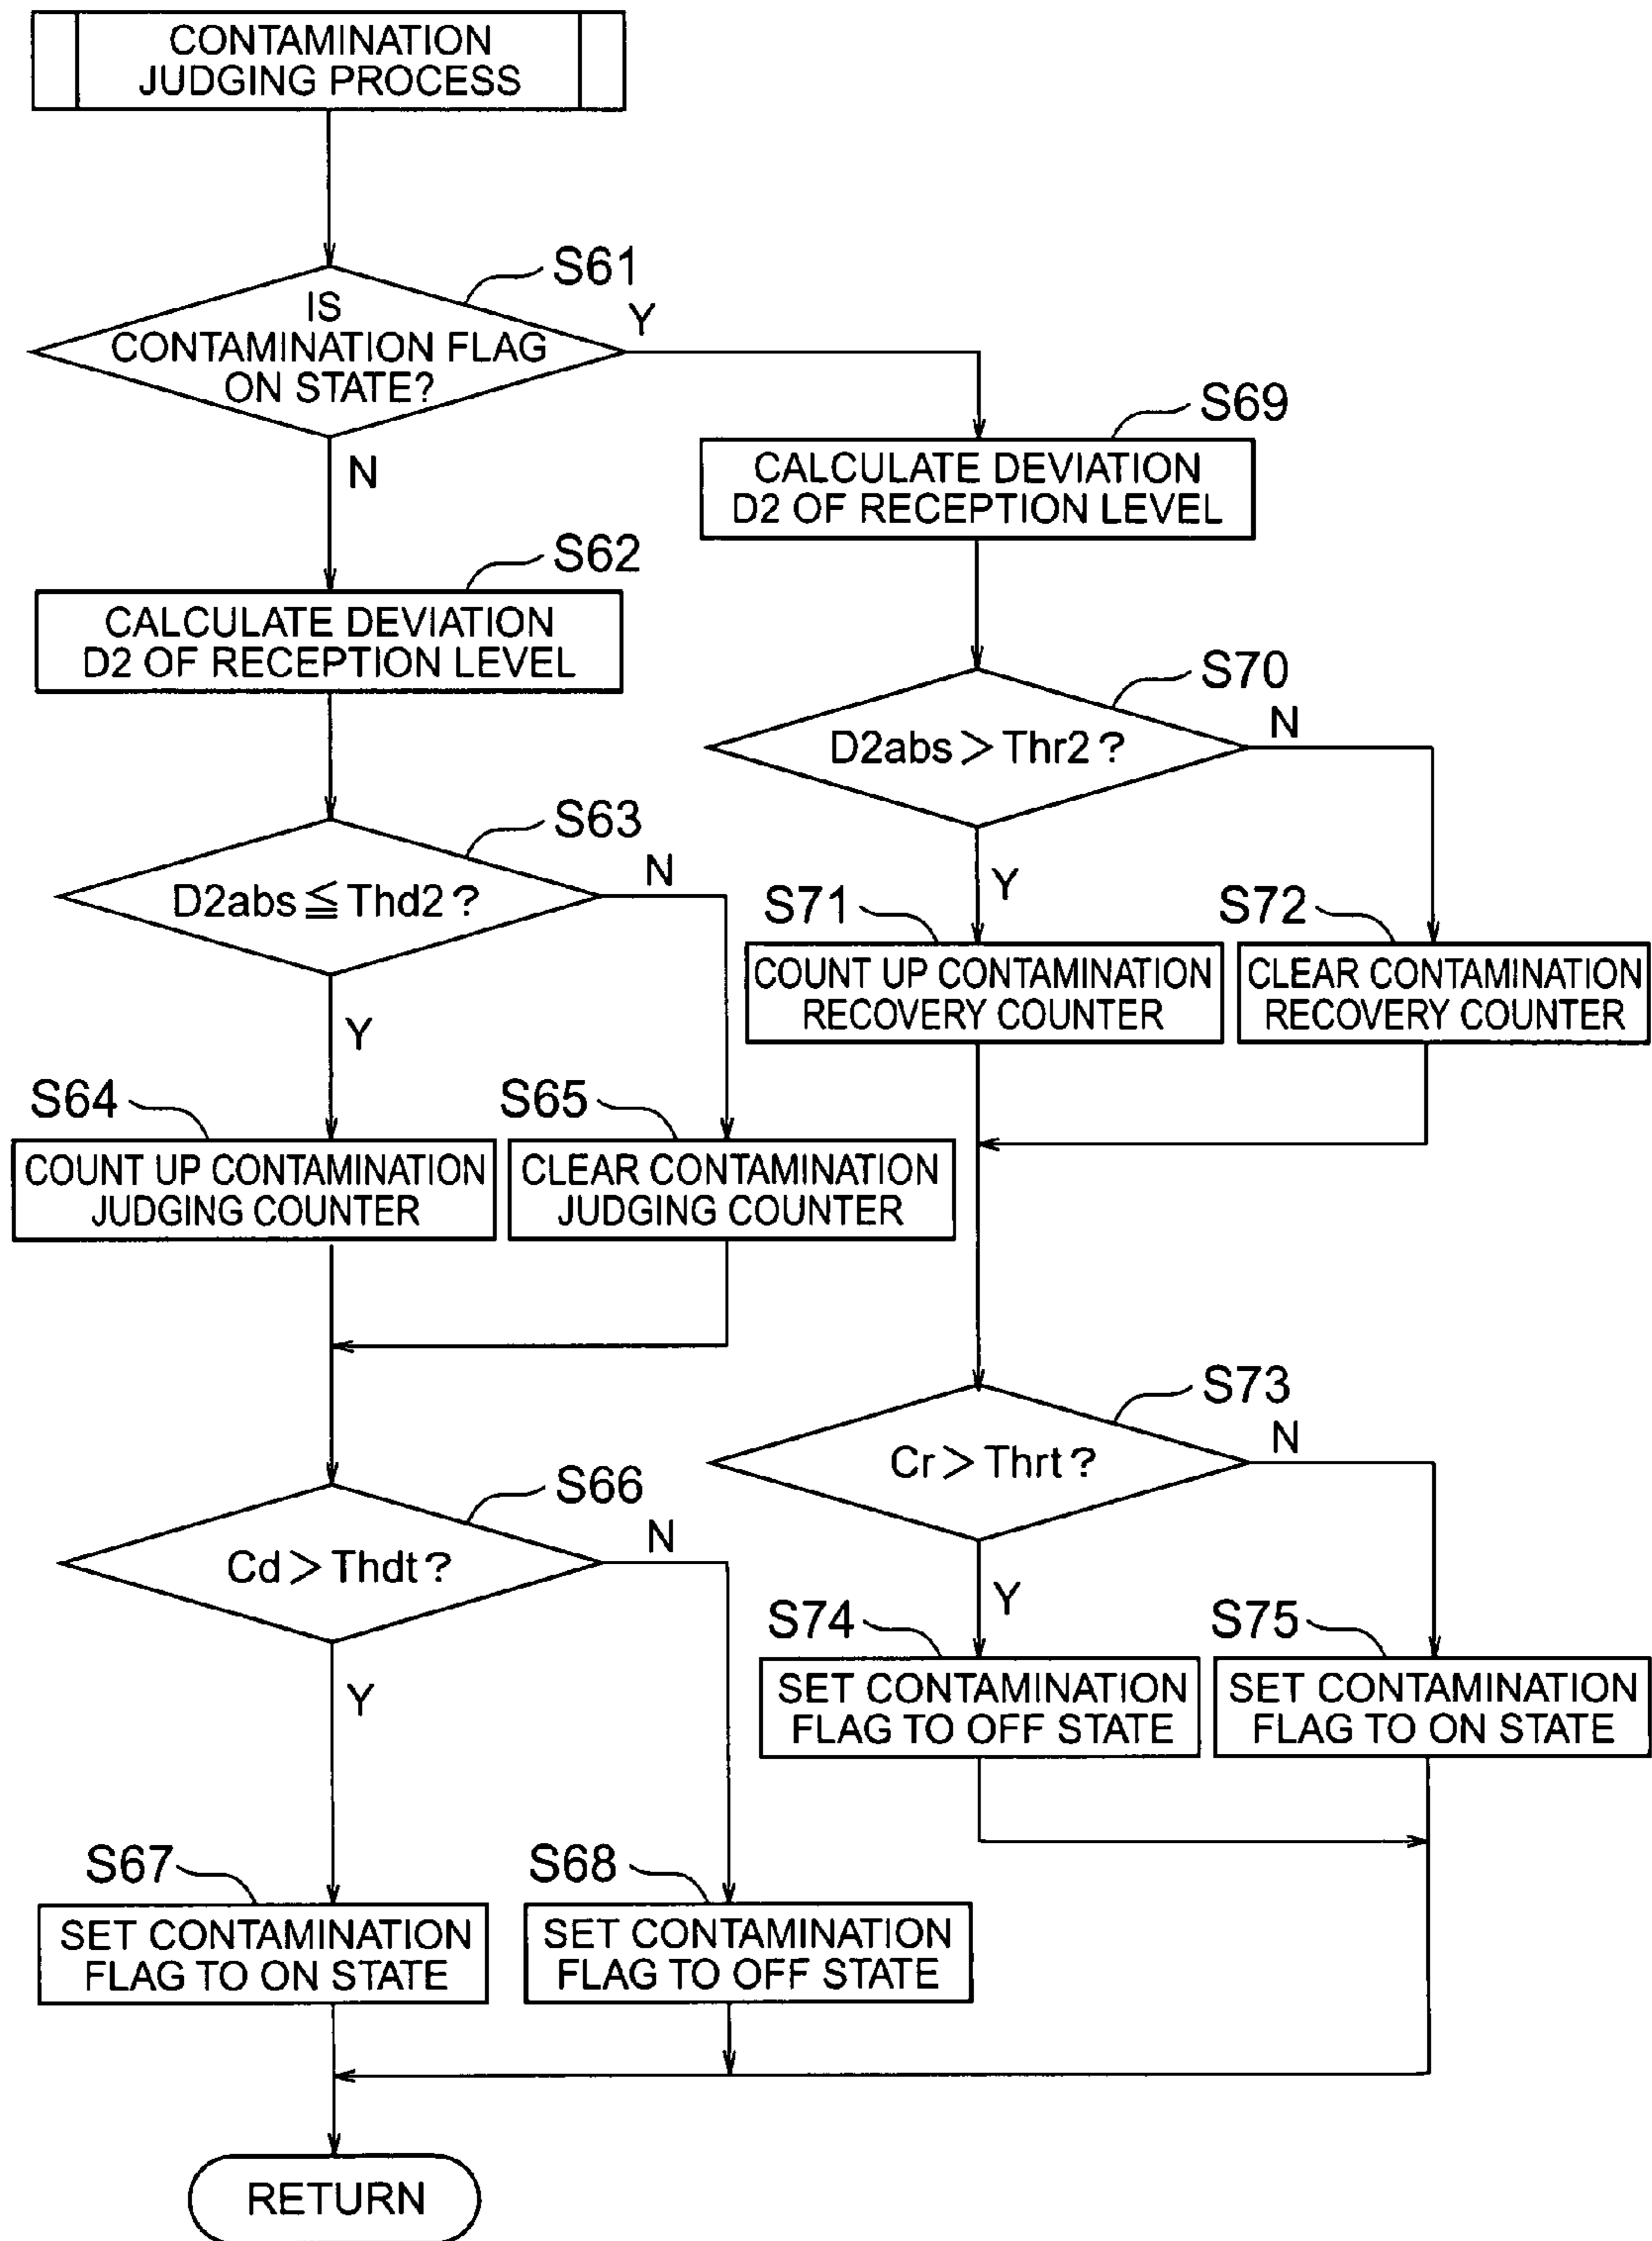 CONTAMINATION
JUDGING PROCESS
S61
IS
CONTAMINATION FLAG
ON STATE?
Y
N
S69
CALCULATE DEVIATION
D2 OF RECEPTION LEVEL
S62
CALCULATE DEVIATION
D2 OF RECEPTION LEVEL
S70
D2abs > Thr2?
N
Y
S63
D2abs ≦ Thd2?
N
Y
S71
COUNT UP CONTAMINATION
RECOVERY COUNTER
S72
CLEAR CONTAMINATION
RECOVERY COUNTER
S64
COUNT UP CONTAMINATION
JUDGING COUNTER
S65
CLEAR CONTAMINATION
JUDGING COUNTER
S73
Cr > Thrt?
N
Y
S66
Cd > Thdt?
N
Y
S74
SET CONTAMINATION
FLAG TO OFF STATE
S75
SET CONTAMINATION
FLAG TO ON STATE
S67
SET CONTAMINATION
FLAG TO ON STATE
S68
SET CONTAMINATION
FLAG TO OFF STATE
RETURN